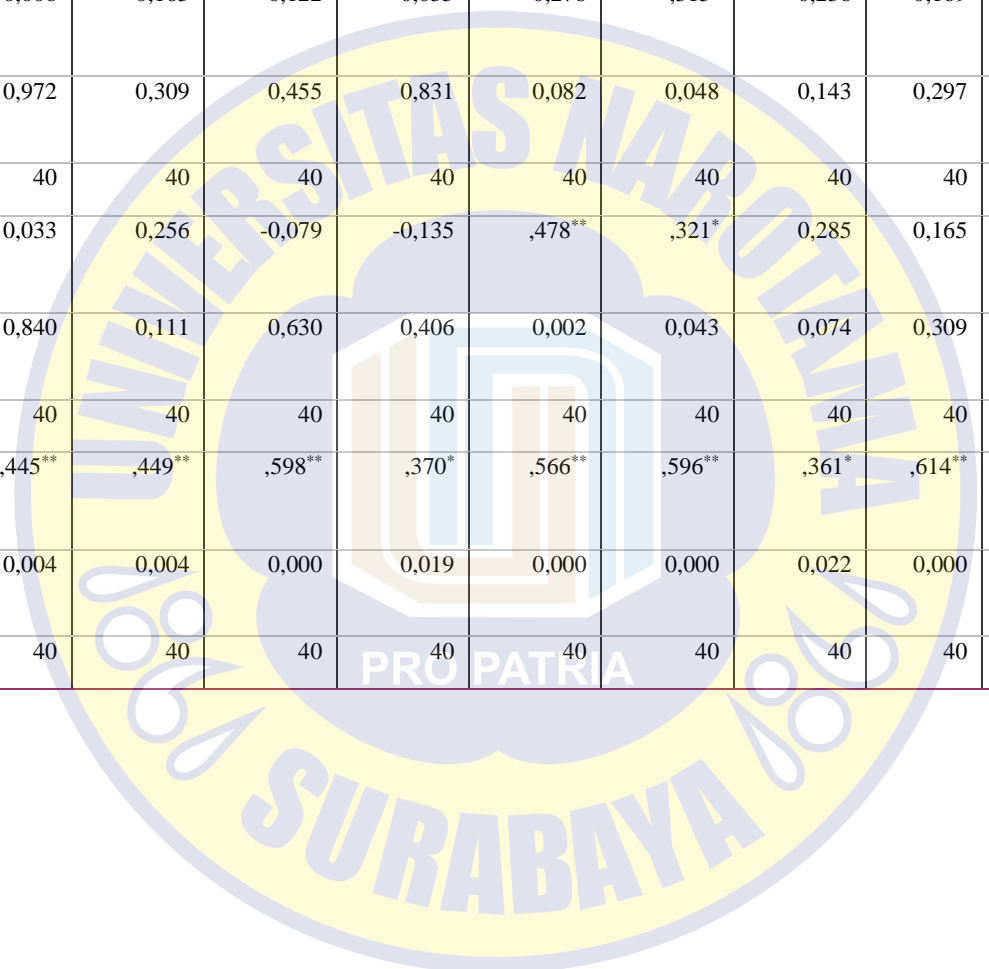 0,972 0,309 0,455 0,831 0,082 0,048 0,143 0,297
40 40 40 40 40 40 40 40
0,033 0,256 -0,079 -0,135 ,478** ,321* 0,285 0,165
0,840 0,111 0,630 0,406 0,002 0,043 0,074 0,309
40 40 40 40 40 40 40 40
,445** ,449** ,598** ,370* ,566** ,596** ,361* ,614**
0,004 0,004 0,000 0,019 0,000 0,000 0,022 0,000
40 40 40 40 40 40 40 40
UNIVERSITAS NAROTAMA
PRO PATRIA
SURABAYA